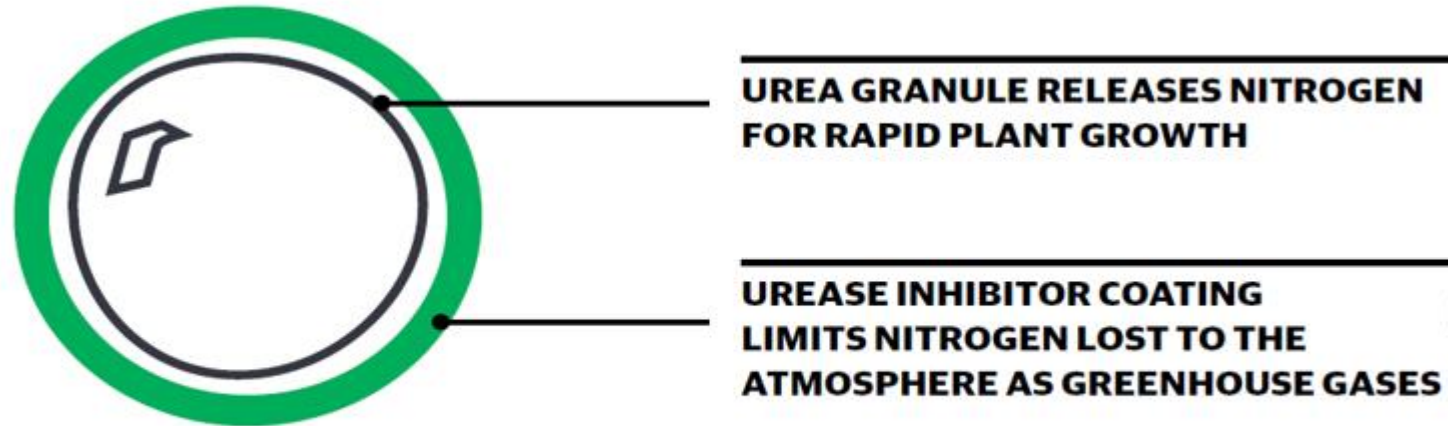 UREA GRANULE RELEASES NITROGEN
FOR RAPID PLANT GROWTH
UREASE INHIBITOR COATING
LIMITS NITROGEN LOST TO THE
ATMOSPHERE AS GREENHOUSE GASES